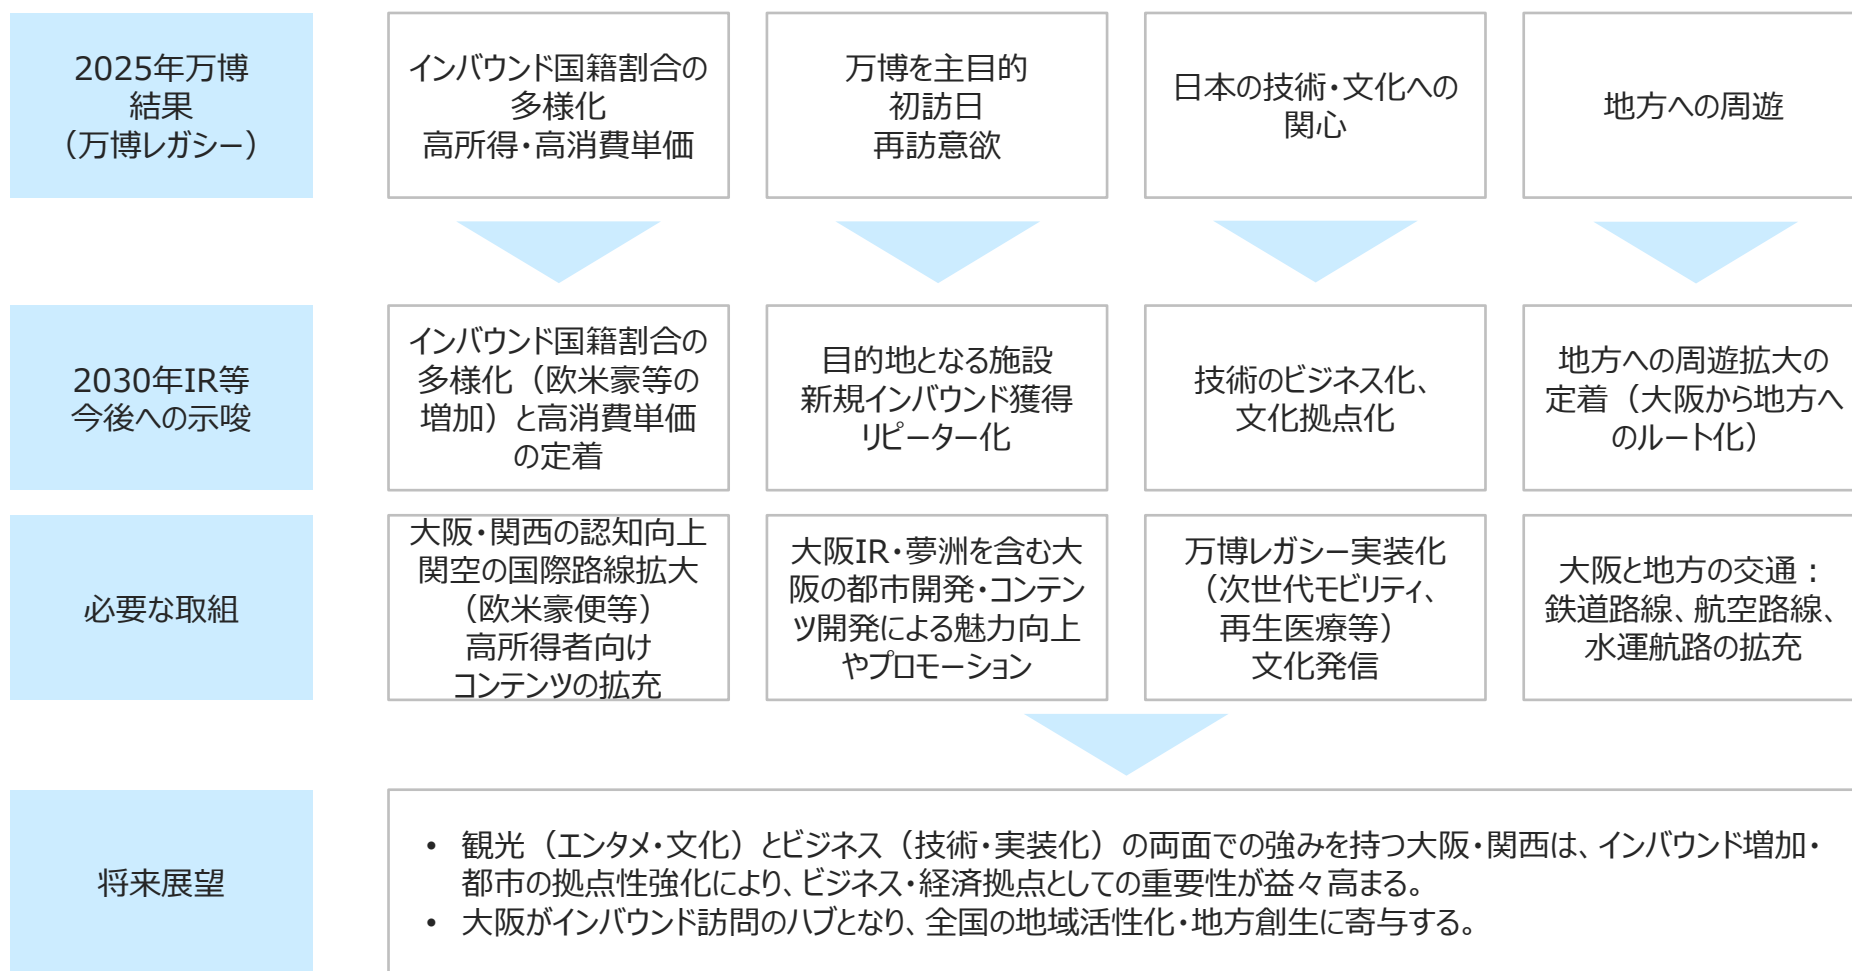 2025年万博
結果
（万博レガシー）
インバウンド国籍割合の
多様化
高所得・高消費単価
万博を主目的
初訪日
再訪意欲
日本の技術・文化への
関心
地方への周遊
2030年IR等
今後への示唆
インバウンド国籍割合の
多様化（欧米豪等の
増加）と高消費単価
の定着
目的地となる施設
新規インバウンド獲得
リピーター化
技術のビジネス化、
文化拠点化
地方への周遊拡大の
定着（大阪から地方へ
のルート化）
必要な取組
大阪・関西の認知向上
関空の国際路線拡大
（欧米豪便等）
高所得者向け
コンテンツの拡充
大阪IR・夢洲を含む大
阪の都市開発・コンテン
ツ開発による魅力向上
やプロモーション
万博レガシー実装化
（次世代モビリティ、
再生医療等）
文化発信
大阪と地方の交通：
鉄道路線、航空路線、
水運航路の拡充
将来展望
• 観光（エンタメ・文化）とビジネス（技術・実装化）の両面での強みを持つ大阪・関西は、インバウンド増加・
都市の拠点性強化により、ビジネス・経済拠点としての重要性が益々高まる。
• 大阪がインバウンド訪問のハブとなり、全国の地域活性化・地方創生に寄与する。